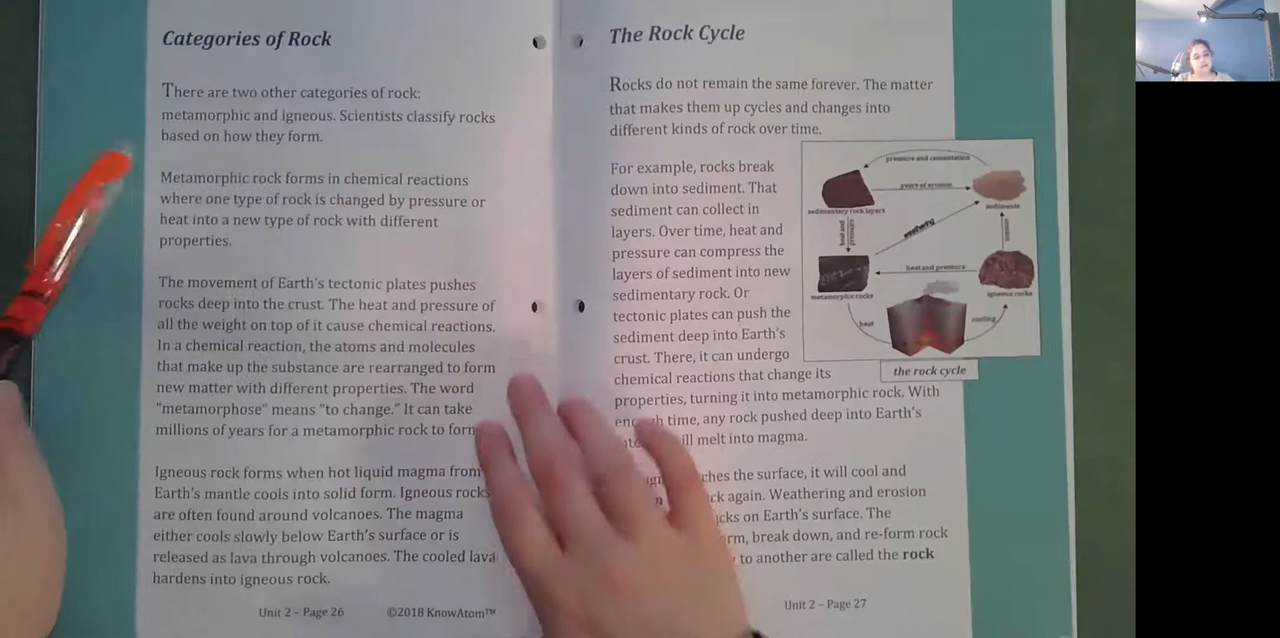 Categories of Rock
There are two other categories of rock:
metamorphic and igneous. Scientists classify rocks
based on how they form.
Metamorphic rock forms in chemical reactions
where one type of rock is changed by pressure or
heat into a new type of rock with different
properties.
The movement of Earth's tectonic plates pushes
rocks deep into the crust. The heat and pressure of
all the weight on top of it cause chemical reactions.
In a chemical reaction, the atoms and molecules
that make up the substance are rearranged to form
new matter with different properties. The word
"metamorphose" means "to change." It can take
millions of years for a metamorphic rock to form
Igneous rock forms when hot liquid magma from
Earth's mantle cools into solid form. Igneous rocks
are often found around volcanoes. The magma
either cools slowly below Earth's surface or is
released as lava through volcanoes. The cooled lava
hardens into igneous rock.
Unit 2 – Page 26 ©2018 KnowAtom™
The Rock Cycle
Rocks do not remain the same forever. The matter
that makes them up cycles and changes into
different kinds of rock over time.
For example, rocks break
down into sediment. That
sediment can collect in
layers. Over time, heat and
pressure can compress the
layers of sediment into new
sedimentary rock. Or
tectonic plates can push the
sediment deep into Earth's
crust. There, it can undergo
chemical reactions that change its
properties, turning it into metamorphic rock. With
time, any rock pushed deep into Earth's
will melt into magma.
the surface, it will cool and
again. Weathering and erosion
on Earth's surface. The
break down, and re-form rock
to another are called the rock
Unit 2 – Page 27
pressure and cementation
years of erosion
sedimentary rock layers
sediments
heat and
pressure
weathering
erosion
heat and pressure
metamorphic rocks
igneous rocks
heat
cooling
the rock cycle